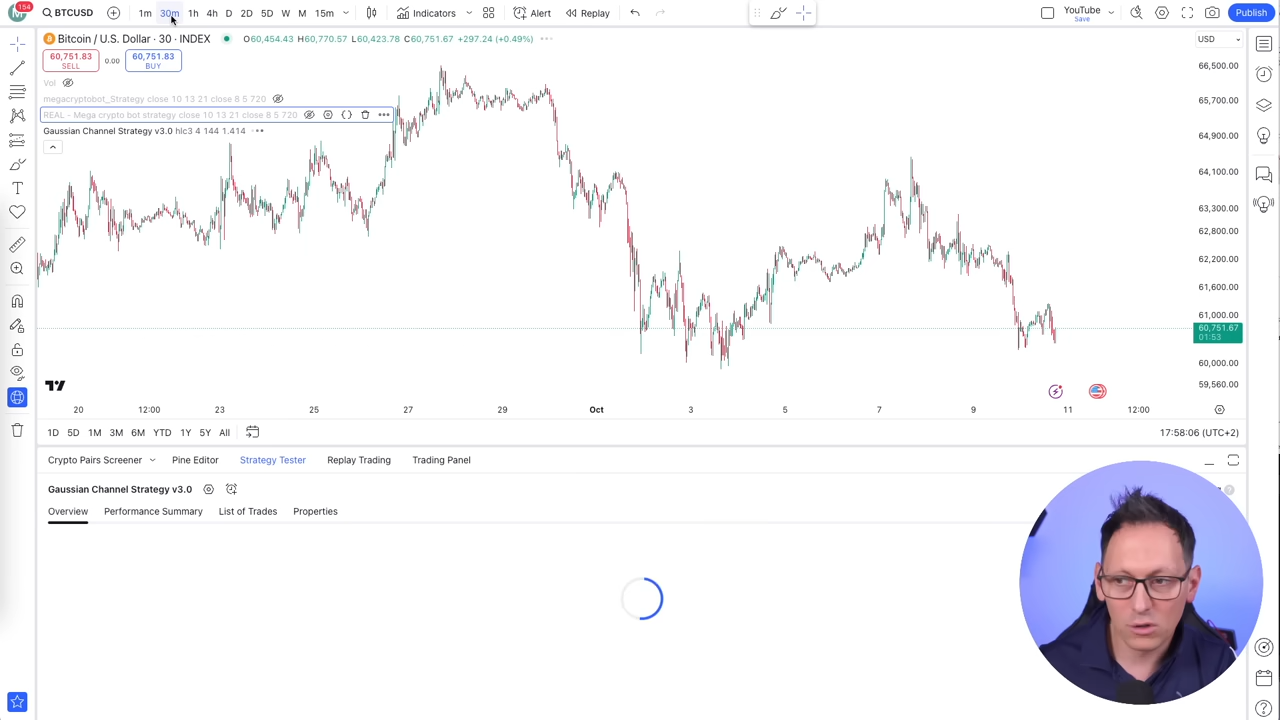 154
BTCUSD
1m 30m 1h 4h D 2D 5D W M 15m
Indicators
Alert
Replay
YouTube
Save
Publish
Bitcoin / U.S. Dollar · 30 · INDEX
O60,454.43 H60,770.57 L60,423.78 C60,751.67 +297.24 (+0.49%)
USD
60,751.83
SELL
0.00
60,751.83
BUY
Vol
megacryptobot_Strategy close 10 13 21 close 8 5 720
REAL - Mega crypto bot strategy close 10 13 21 close 8 5 720
Gaussian Channel Strategy v3.0 hlc3 4 144 1.414
66,500.00
65,700.00
64,900.00
64,100.00
63,300.00
62,800.00
62,200.00
61,600.00
61,000.00
60,751.67
01:53
60,000.00
59,560.00
20 12:00 23 25 27 29 Oct 3 5 7 9 11 12:00
1D 5D 1M 3M 6M YTD 1Y 5Y All
17:58:06 (UTC+2)
Crypto Pairs Screener
Pine Editor
Strategy Tester
Replay Trading
Trading Panel
Gaussian Channel Strategy v3.0
Overview
Performance Summary
List of Trades
Properties